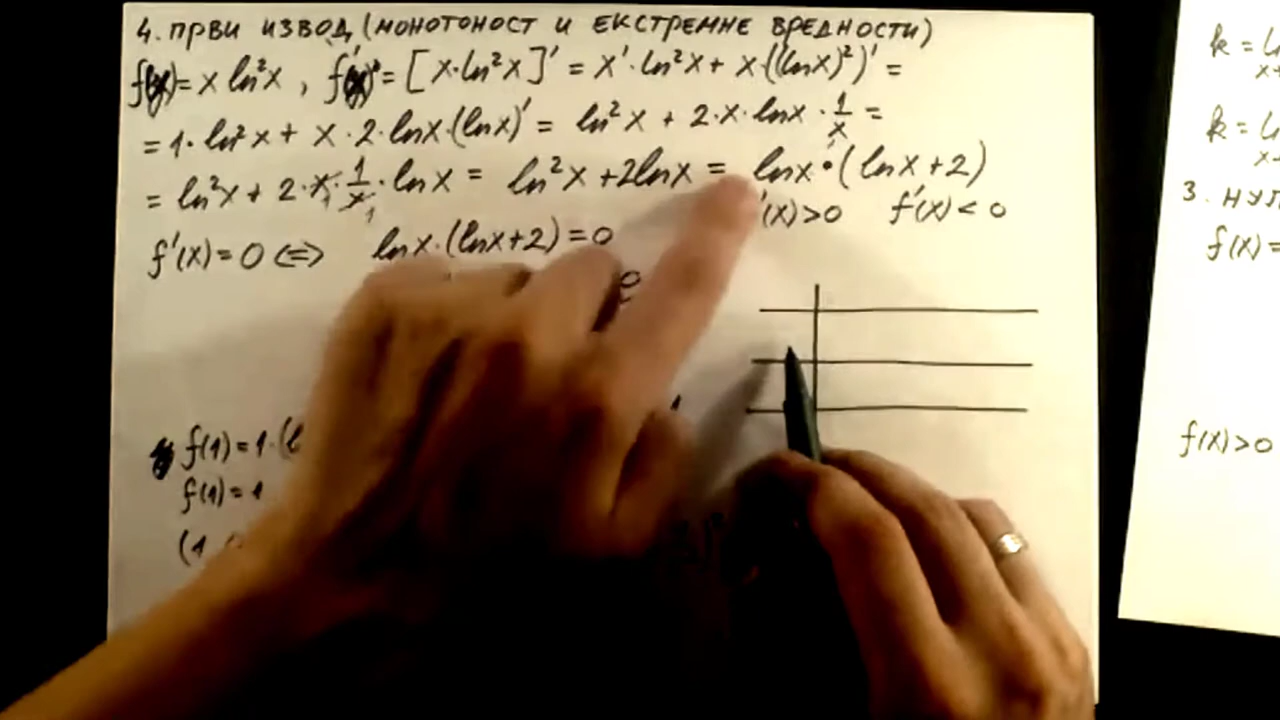 4. први извод (монотоност и екстремне вредности)
f(x) = x ln²x , f'(x) = [x·ln²x]' = x'·ln²x + x·((lnx)²)' =
= 1·ln²x + x·2·lnx·(lnx)' = ln²x + 2·x·lnx·1/x =
= ln²x + 2·x·1/x·lnx = ln²x + 2lnx = lnx·(lnx+2)
'(x)>0 f'(x)<0
f'(x)=0 ⇔ lnx·(lnx+2)=0
f(1)=1·(l
f(1)=1
(1
k =
x→
k =
x→
3. нул
f(x) =
f(x)>0